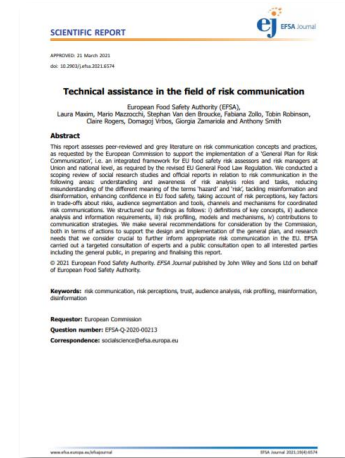 SCIENTIFIC REPORT
ej EFSA Journal
APPROVED: 21 March 2021
doi: 10.2903/j.efsa.2021.6574
Technical assistance in the field of risk communication
European Food Safety Authority (EFSA),
Laura Maxim, Mario Mazzocchi, Stephan Van den Broucke, Fabiana Zollo, Tobin Robinson,
Claire Rogers, Domagoj Vrbos, Giorgia Zamariola and Anthony Smith
Abstract
This report assesses peer-reviewed and grey literature on risk communication concepts and practices,
as requested by the European Commission to support the implementation of a 'General Plan for Risk
Communication', i.e. an integrated framework for EU food safety risk assessors and risk managers at
Union and national level, as required by the revised EU General Food Law Regulation. We conducted a
scoping review of social research studies and official reports in relation to risk communication in the
following areas: understanding and awareness of risk analysis roles and tasks, reducing
misunderstanding of the different meaning of the terms 'hazard' and 'risk', tackling misinformation and
disinformation, enhancing confidence in EU food safety, taking account of risk perceptions, key factors
in trade-offs about risks, audience segmentation and tools, channels and mechanisms for coordinated
risk communications. We structured our findings as follows: i) definitions of key concepts, ii) audience
analysis and information requirements, iii) risk profiling, models and mechanisms, iv) contributions to
communication strategies. We make several recommendations for consideration by the Commission,
both in terms of actions to support the design and implementation of the general plan, and research
needs that we consider crucial to further inform appropriate risk communication in the EU. EFSA
carried out a targeted consultation of experts and a public consultation open to all interested parties
including the general public, in preparing and finalising this report.
© 2021 European Food Safety Authority. EFSA Journal published by John Wiley and Sons Ltd on behalf
of European Food Safety Authority.
Keywords: risk communication, risk perceptions, trust, audience analysis, risk profiling, misinformation,
disinformation
Requestor: European Commission
Question number: EFSA-Q-2020-00213
Correspondence: socialscience@efsa.europa.eu
www.efsa.europa.eu/efsajournal
EFSA Journal 2021;19(4):6574